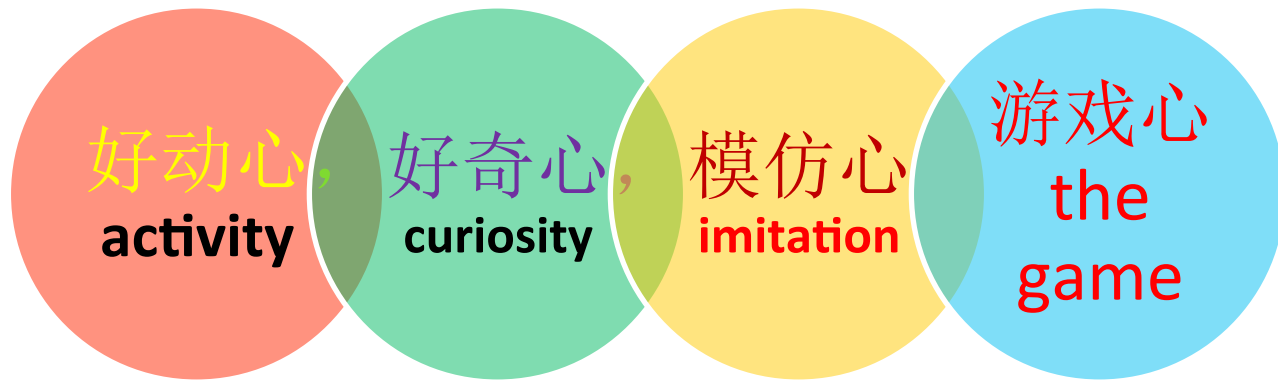 好动心,
activity
好奇心,
curiosity
模仿心
imitation
游戏心
the
game